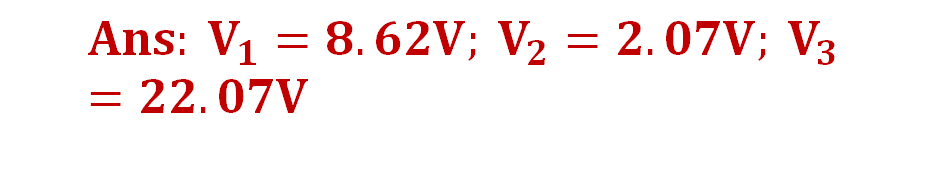 Ans: V₁ = 8.62V; V₂ = 2.07V; V₃
= 22.07V